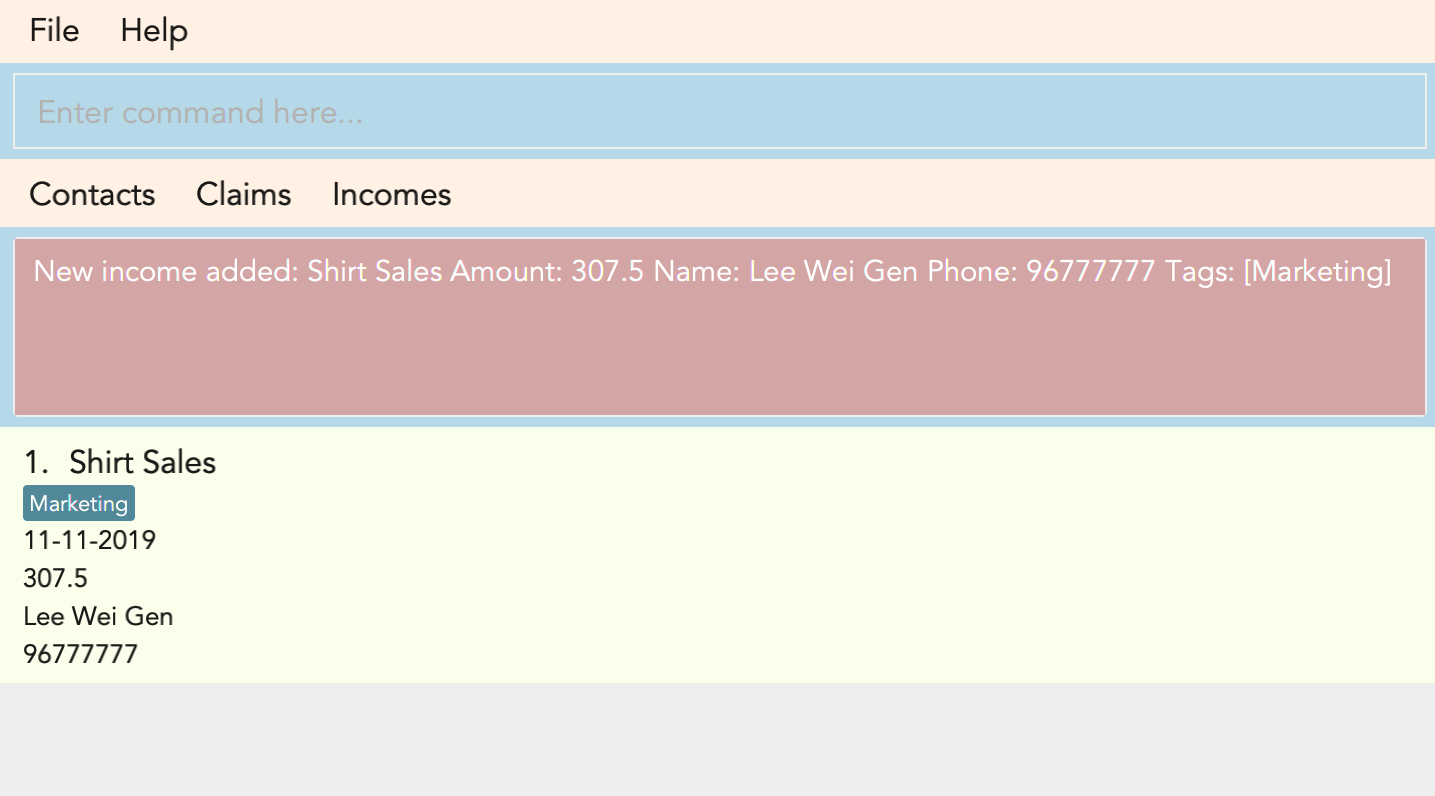 File Help
Enter command here...
Contacts Claims Incomes
New income added: Shirt Sales Amount: 307.5 Name: Lee Wei Gen Phone: 96777777 Tags: [Marketing]
1. Shirt Sales
Marketing
11-11-2019
307.5
Lee Wei Gen
96777777